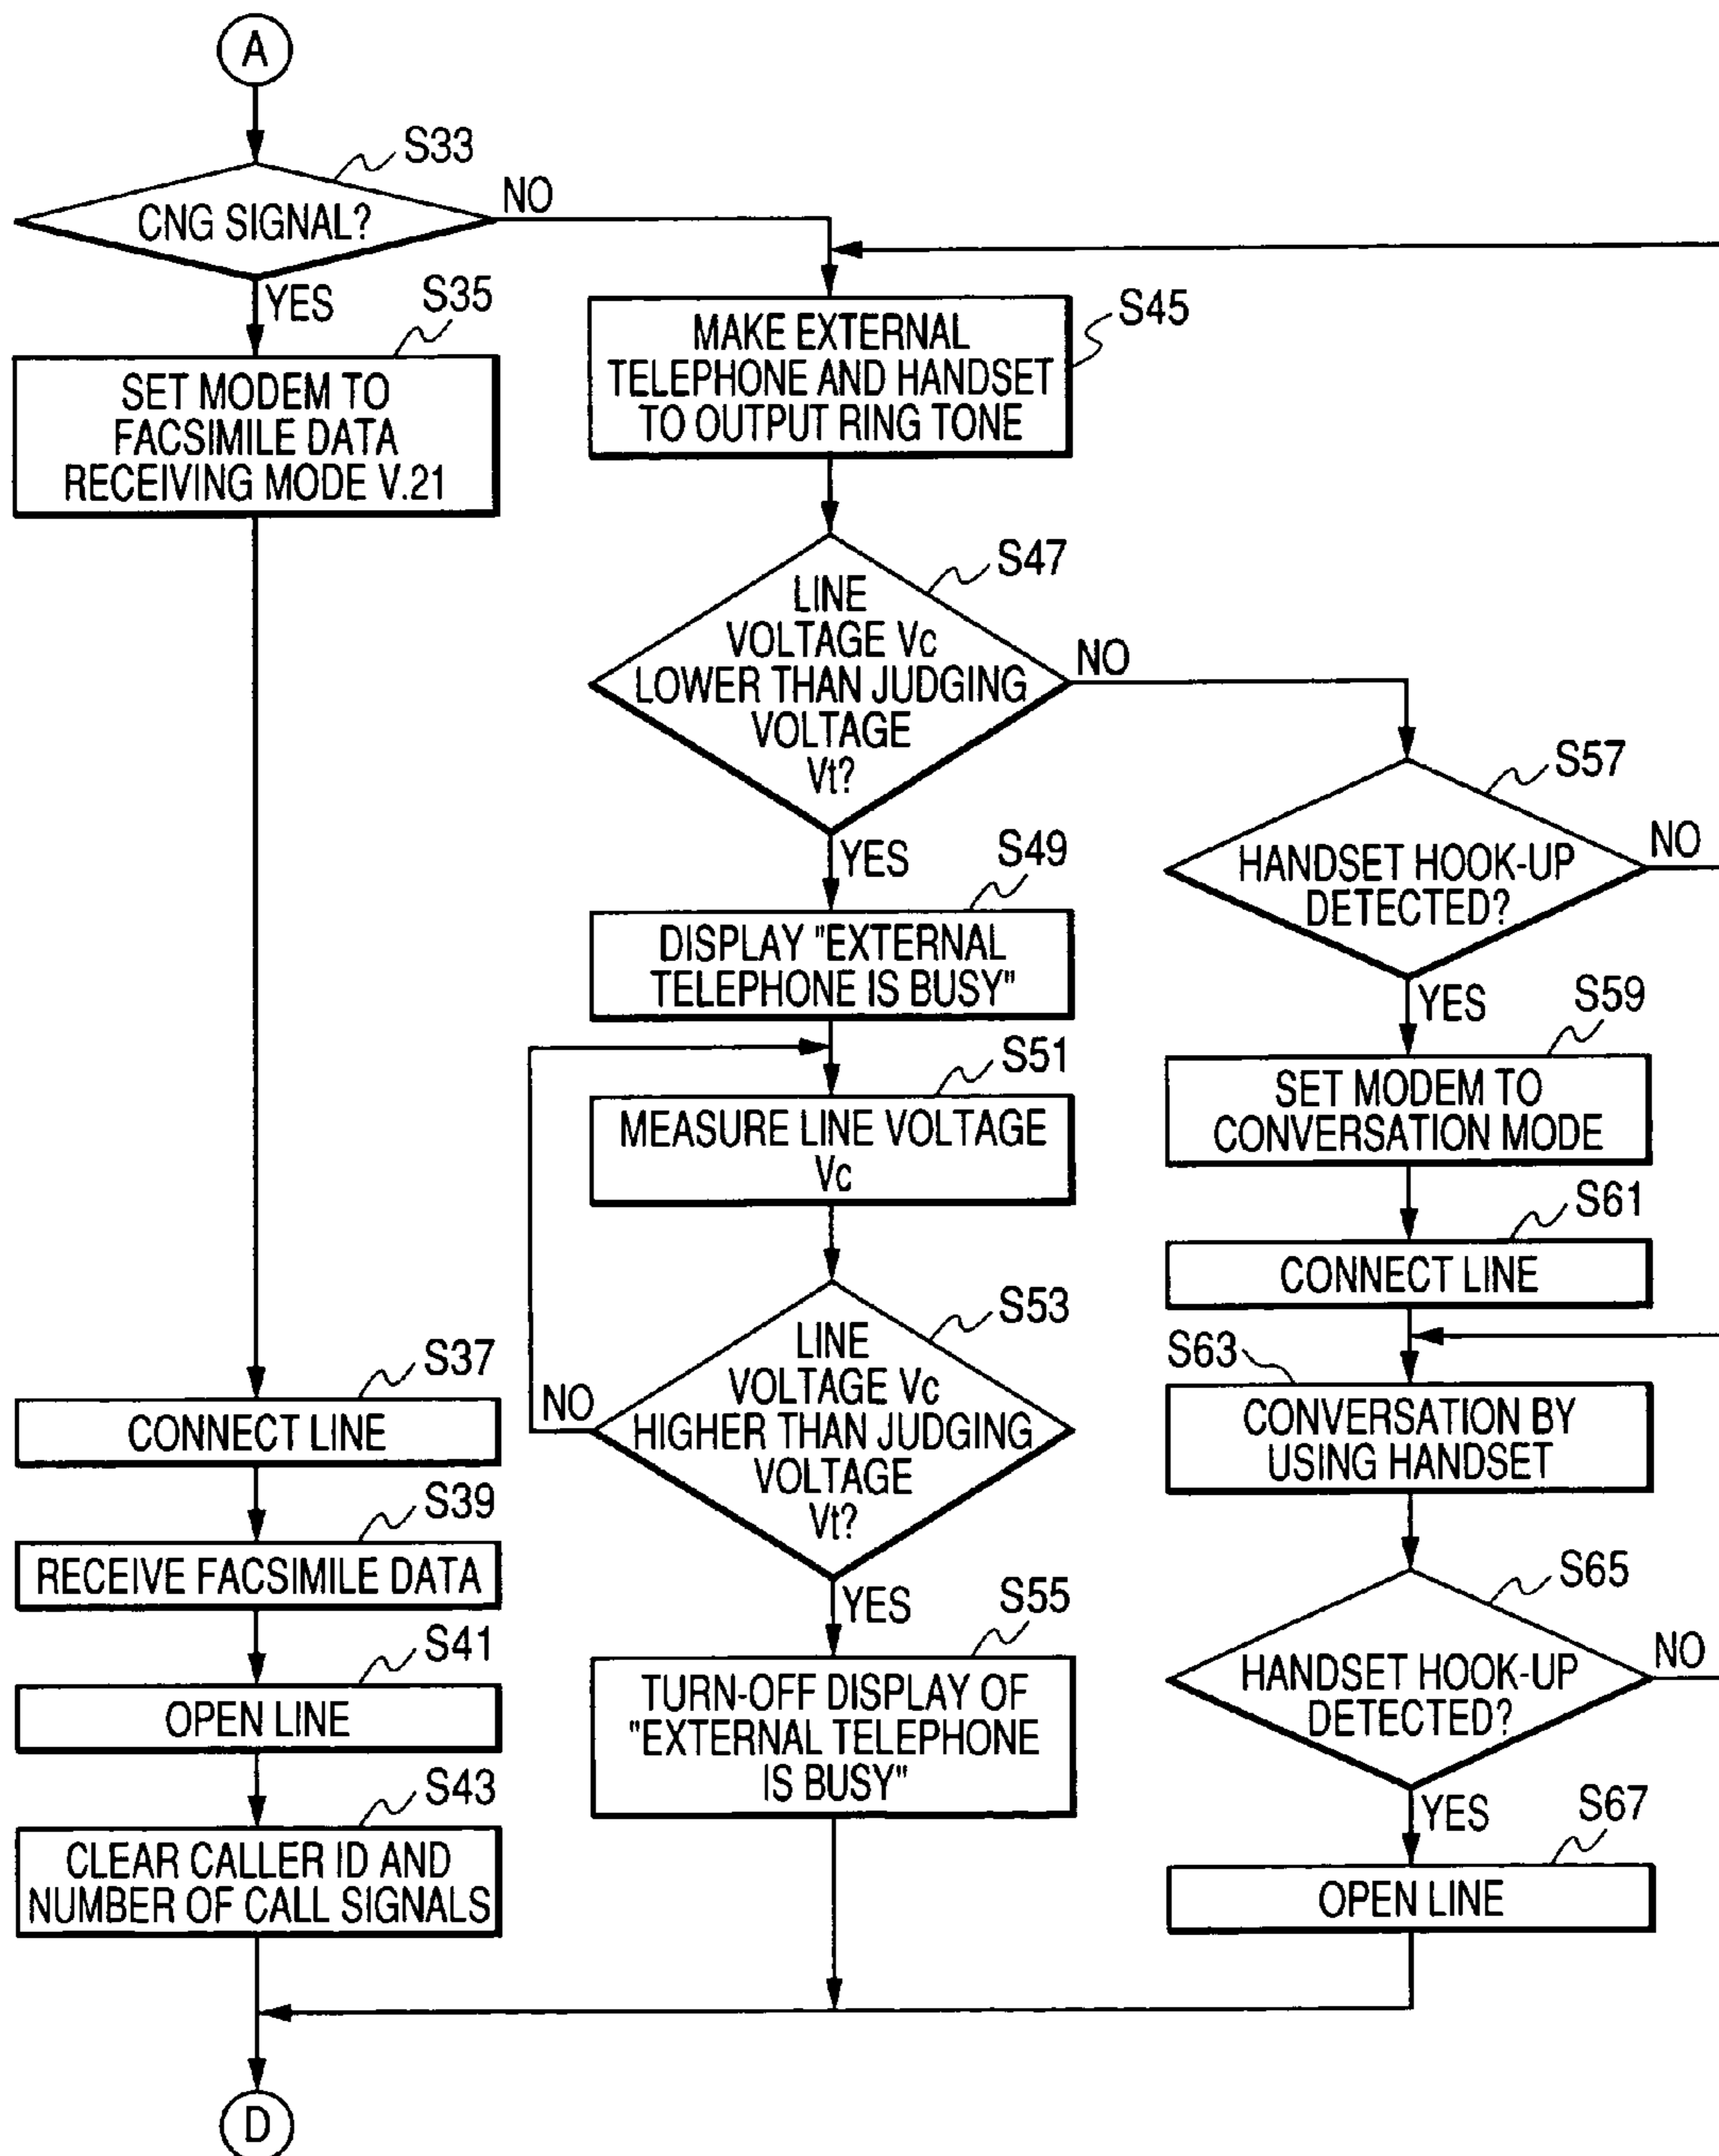 A
S33
CNG SIGNAL?
NO
YES
S35
SET MODEM TO
FACSIMILE DATA
RECEIVING MODE V.21
S37
CONNECT LINE
S39
RECEIVE FACSIMILE DATA
S41
OPEN LINE
S43
CLEAR CALLER ID AND
NUMBER OF CALL SIGNALS
D
S45
MAKE EXTERNAL
TELEPHONE AND HANDSET
TO OUTPUT RING TONE
S47
LINE
VOLTAGE Vc
LOWER THAN JUDGING
VOLTAGE
Vt?
NO
YES
S49
DISPLAY "EXTERNAL
TELEPHONE IS BUSY"
S51
MEASURE LINE VOLTAGE
Vc
S53
LINE
VOLTAGE Vc
HIGHER THAN JUDGING
VOLTAGE
Vt?
NO
YES
S55
TURN-OFF DISPLAY OF
"EXTERNAL TELEPHONE
IS BUSY"
S57
HANDSET HOOK-UP
DETECTED?
NO
YES
S59
SET MODEM TO
CONVERSATION MODE
S61
CONNECT LINE
S63
CONVERSATION BY
USING HANDSET
S65
HANDSET HOOK-UP
DETECTED?
NO
YES
S67
OPEN LINE